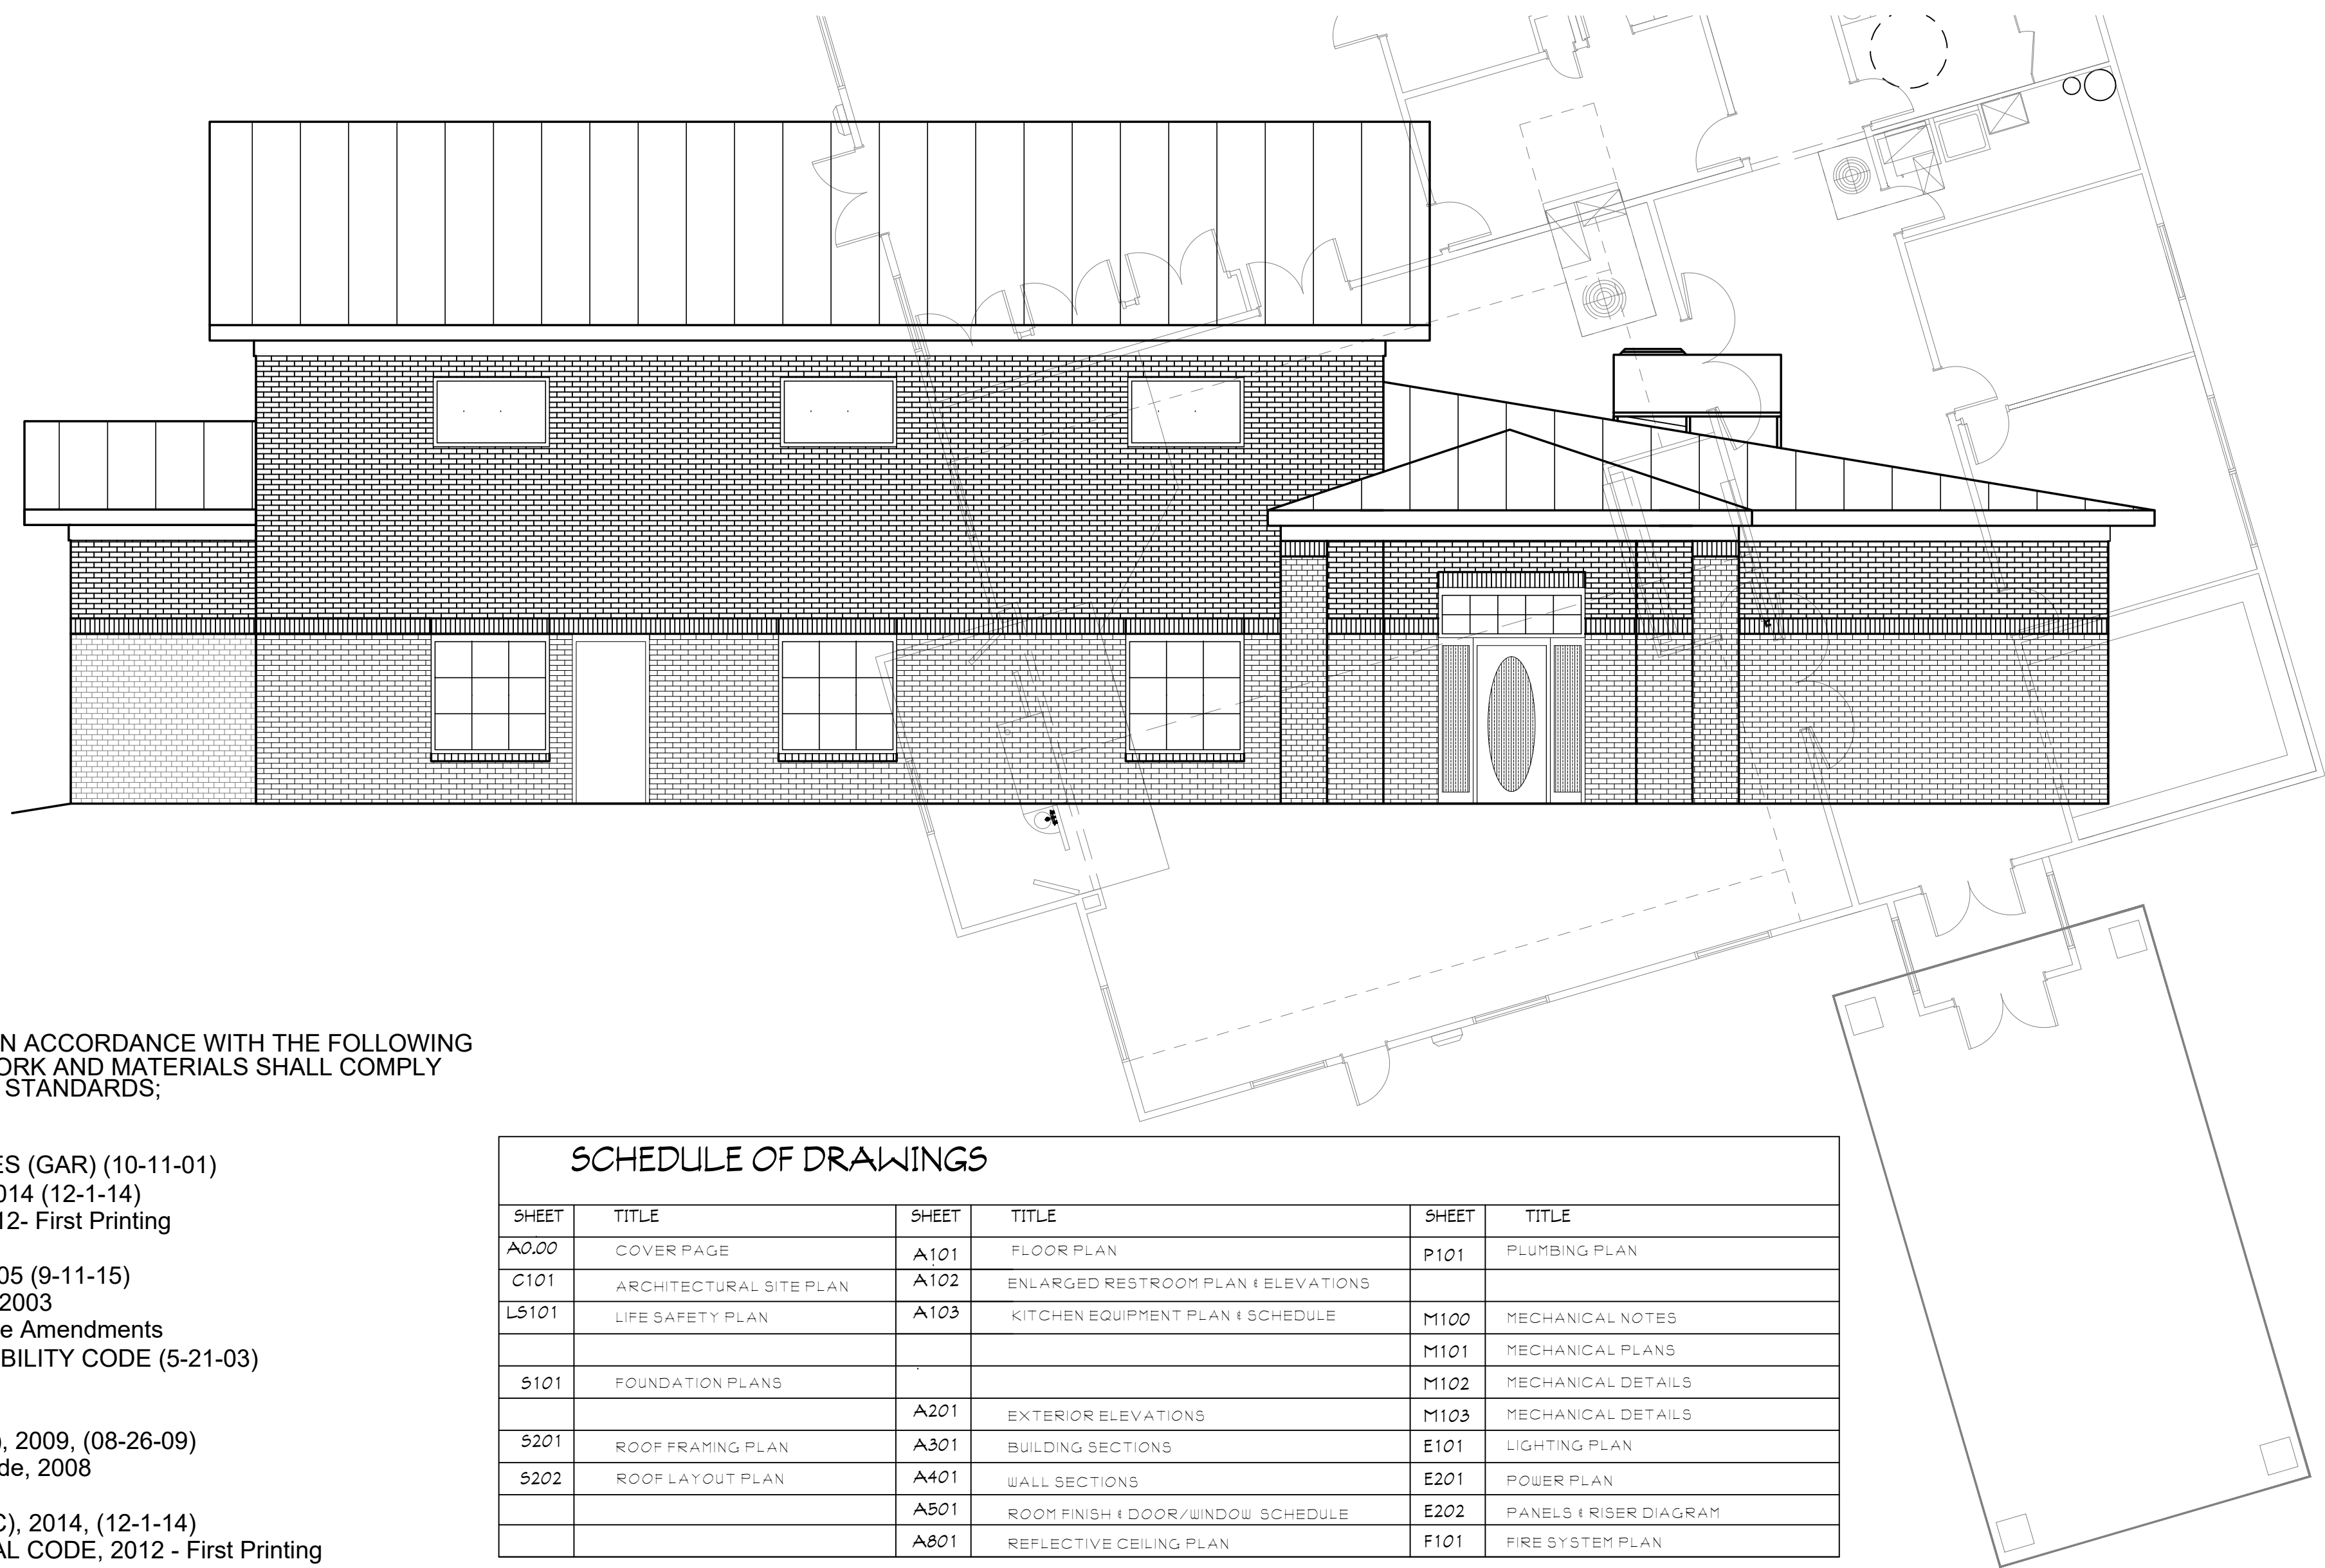 N ACCORDANCE WITH THE FOLLOWING
ORK AND MATERIALS SHALL COMPLY
STANDARDS;
ES (GAR) (10-11-01)
014 (12-1-14)
12- First Printing
05 (9-11-15)
2003
e Amendments
BILITY CODE (5-21-03)
), 2009, (08-26-09)
de, 2008
C), 2014, (12-1-14)
AL CODE, 2012 - First Printing
SCHEDULE OF DRAWINGS
SHEET TITLE SHEET TITLE SHEET TITLE
A0.00 COVER PAGE A101 FLOOR PLAN P101 PLUMBING PLAN
C101 ARCHITECTURAL SITE PLAN A102 ENLARGED RESTROOM PLAN & ELEVATIONS
LS101 LIFE SAFETY PLAN A103 KITCHEN EQUIPMENT PLAN & SCHEDULE M100 MECHANICAL NOTES
M101 MECHANICAL PLANS
S101 FOUNDATION PLANS M102 MECHANICAL DETAILS
A201 EXTERIOR ELEVATIONS M103 MECHANICAL DETAILS
S201 ROOF FRAMING PLAN A301 BUILDING SECTIONS E101 LIGHTING PLAN
S202 ROOF LAYOUT PLAN A401 WALL SECTIONS E201 POWER PLAN
A501 ROOM FINISH & DOOR/WINDOW SCHEDULE E202 PANELS & RISER DIAGRAM
A801 REFLECTIVE CEILING PLAN F101 FIRE SYSTEM PLAN